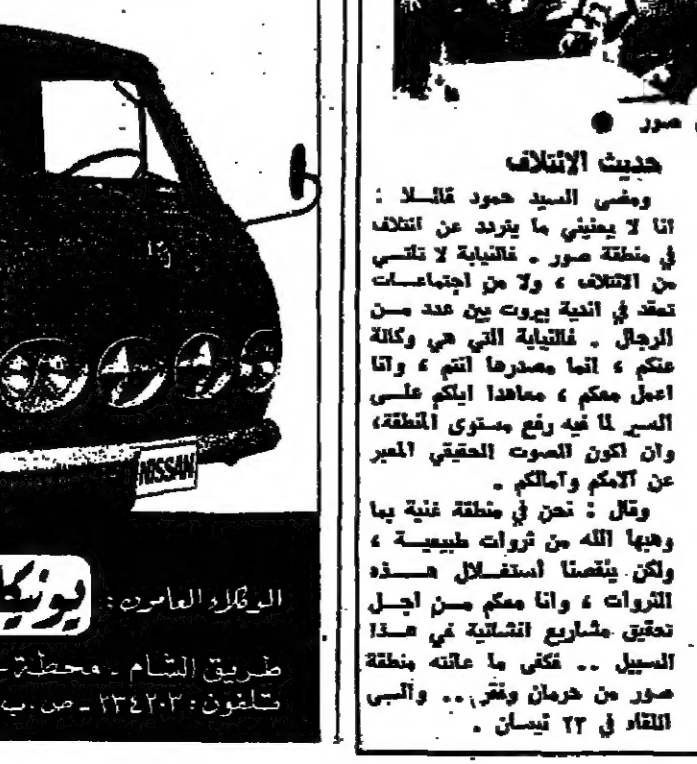 صور
حديث الائتلاف
ومضى السيد حمود قائلا :
انا لا يعنيني ما يتردد عن ائتلاف
في منطقة صور . فالنيابة لا تأتي
من الائتلاف ، ولا من اجتماعات
تعقد في اندية بيروت بين عدد من
الرجال . فالنيابة التي هي وكالة
عنكم ، انما مصدرها انتم ، وانا
اعمل معكم ، معاهدا اياكم على
السير لما فيه رفع مستوى المنطقة،
وان اكون الصوت الحقيقي المعبر
عن آلامكم وآمالكم .
وقال : نحن في منطقة غنية بما
وهبها الله من ثروات طبيعية ،
ولكن ينقصنا استغلال هذه
الثروات ، وانا معكم من اجل
تحقيق مشاريع انشائية في هذا
السبيل .. فكفى ما عانته منطقة
صور من حرمان وفقر .. والى
اللقاء في ٢٣ نيسان .
NISSAN
الوكلاء العامون :
طريق الشام - محطة
تلفون : ٢٣٤٢٠٣ - ص.ب